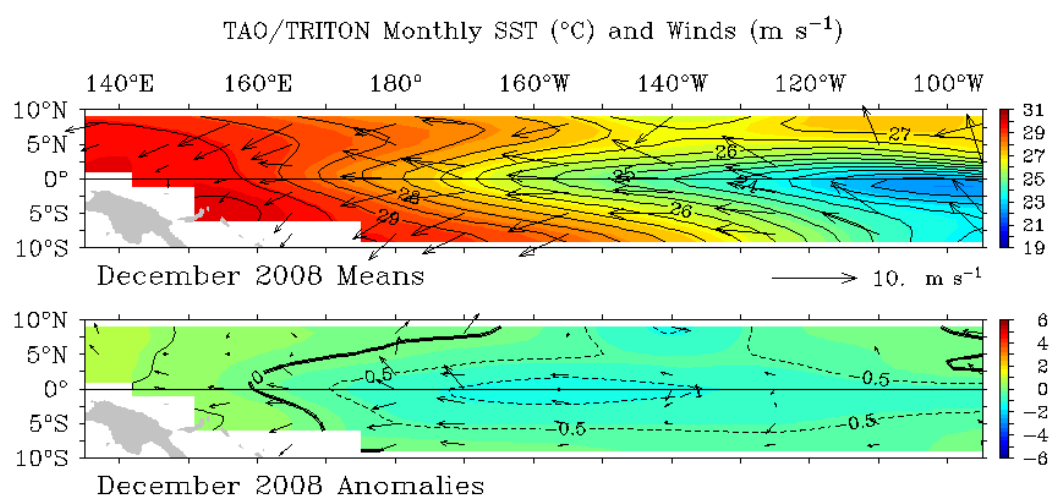 TAO/TRITON Monthly SST (°C) and Winds (m s⁻¹)
140°E 160°E 180° 160°W 140°W 120°W 100°W
10°N
5°N
0°
5°S
10°S
27
26
25
24
28
26
29
31
29
27
25
23
21
19
December 2008 Means
10. m s⁻¹
10°N
5°N
0°
5°S
10°S
0
0.5
0.5
1
0.5
0.5
6
4
2
0
-2
-4
-6
December 2008 Anomalies